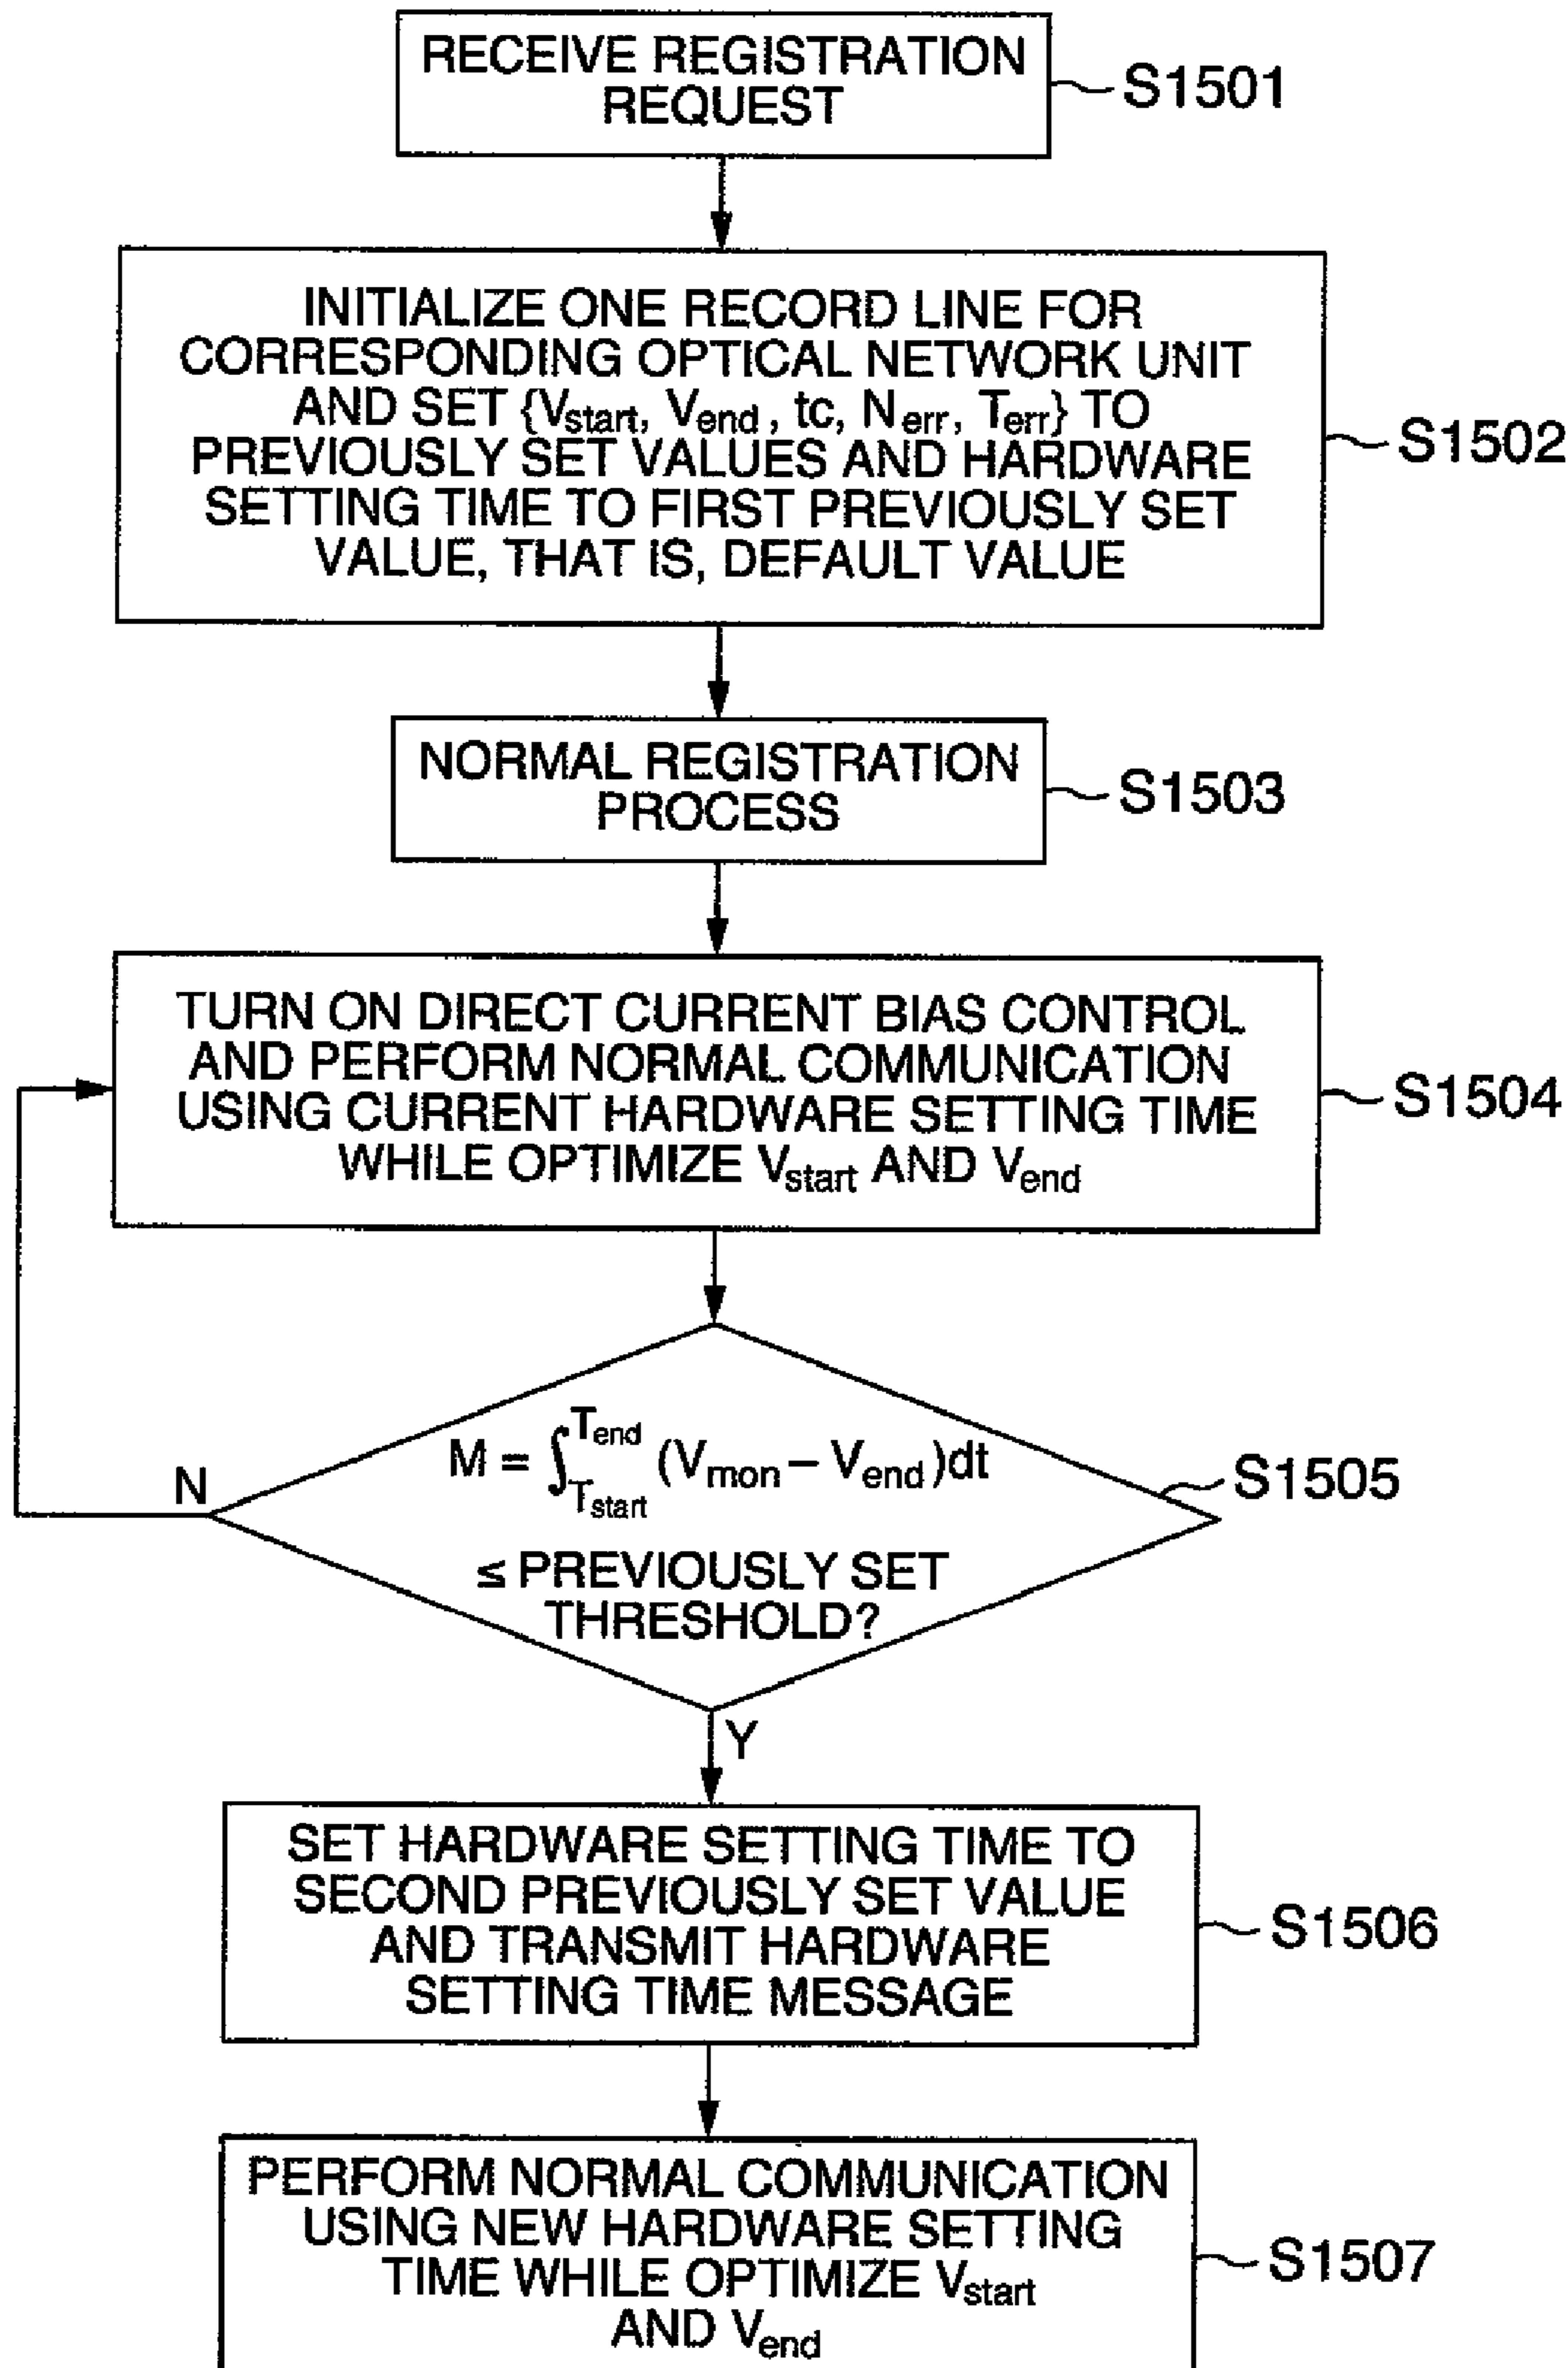 RECEIVE REGISTRATION
REQUEST
S1501
INITIALIZE ONE RECORD LINE FOR
CORRESPONDING OPTICAL NETWORK UNIT
AND SET {Vstart, Vend, tc, Nerr, Terr} TO
PREVIOUSLY SET VALUES AND HARDWARE
SETTING TIME TO FIRST PREVIOUSLY SET
VALUE, THAT IS, DEFAULT VALUE
S1502
NORMAL REGISTRATION
PROCESS
S1503
TURN ON DIRECT CURRENT BIAS CONTROL
AND PERFORM NORMAL COMMUNICATION
USING CURRENT HARDWARE SETTING TIME
WHILE OPTIMIZE Vstart AND Vend
S1504
M = ∫Tstart Tend (Vmon – Vend)dt
≤ PREVIOUSLY SET
THRESHOLD?
S1505
N
Y
SET HARDWARE SETTING TIME TO
SECOND PREVIOUSLY SET VALUE
AND TRANSMIT HARDWARE
SETTING TIME MESSAGE
S1506
PERFORM NORMAL COMMUNICATION
USING NEW HARDWARE SETTING
TIME WHILE OPTIMIZE Vstart
AND Vend
S1507